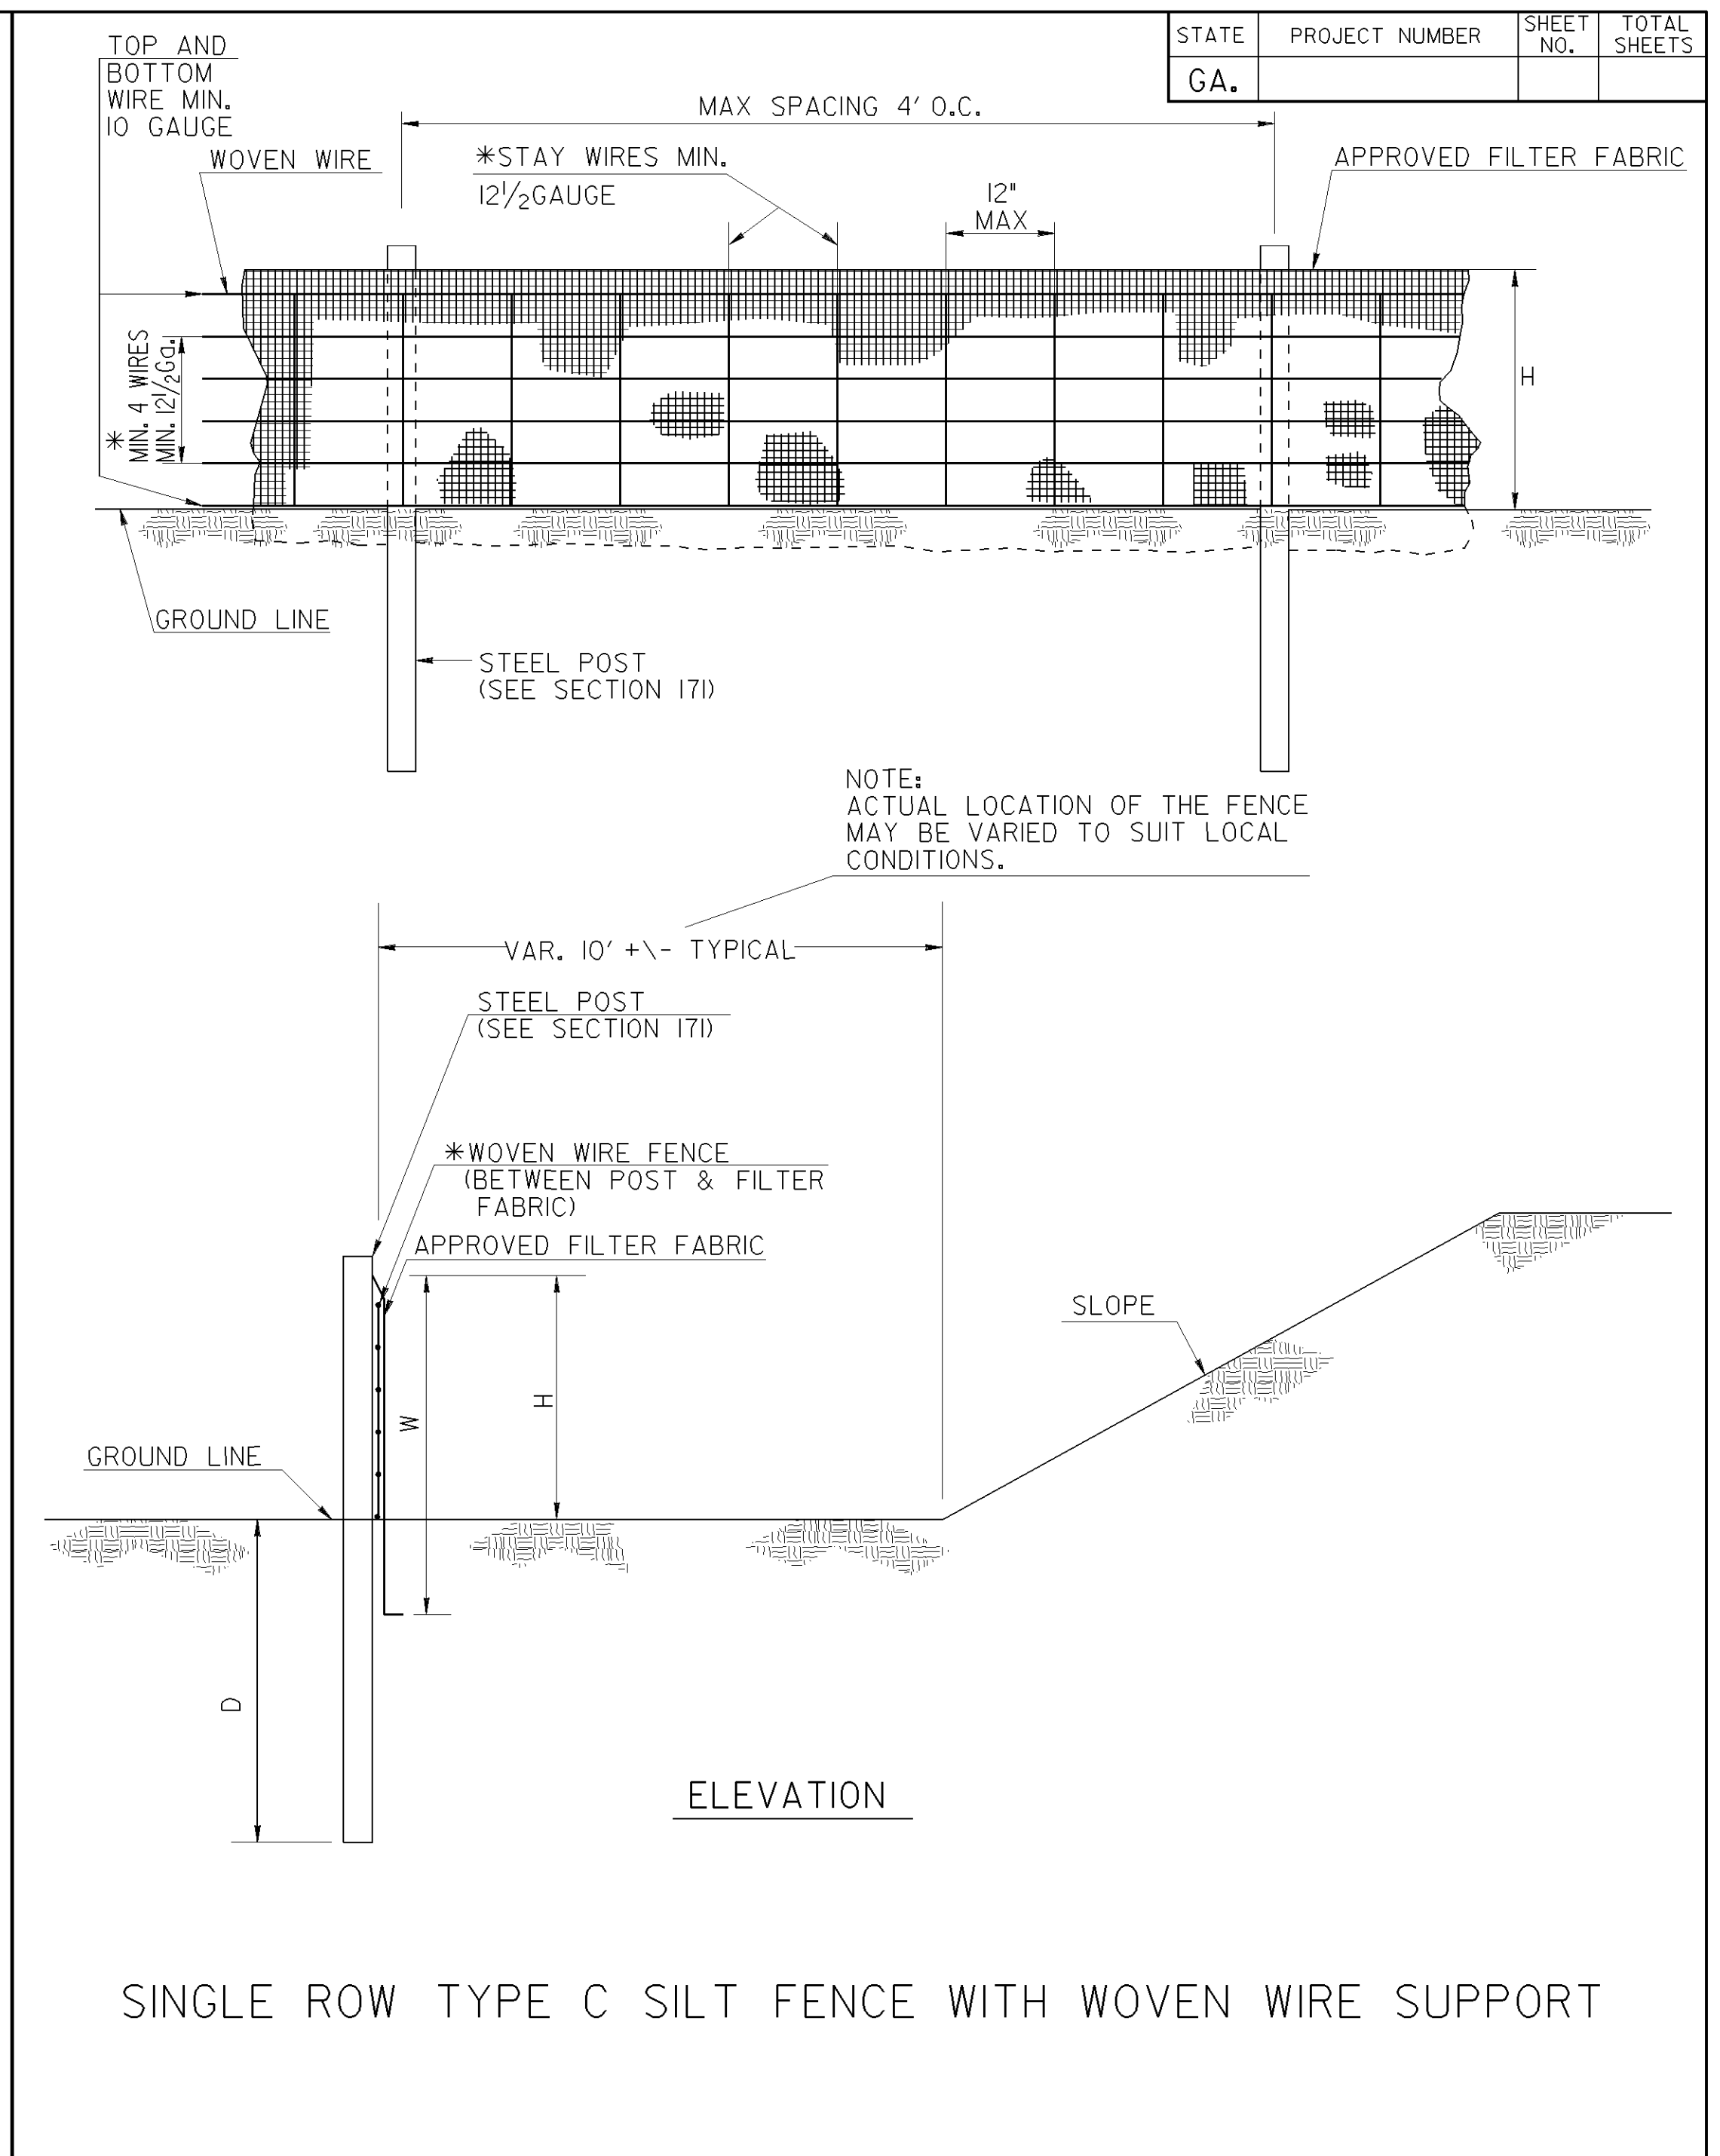 STATE
PROJECT NUMBER
SHEET
NO.
TOTAL
SHEETS
GA.
TOP AND
BOTTOM
WIRE MIN.
10 GAUGE
MAX SPACING 4' O.C.
WOVEN WIRE
*STAY WIRES MIN.
12 1/2 GAUGE
12"
MAX
APPROVED FILTER FABRIC
*
MIN. 4 WIRES
MIN. 12 1/2 Ga.
H
GROUND LINE
STEEL POST
(SEE SECTION 171)
NOTE:
ACTUAL LOCATION OF THE FENCE
MAY BE VARIED TO SUIT LOCAL
CONDITIONS.
VAR. 10' +\- TYPICAL
STEEL POST
(SEE SECTION 171)
*WOVEN WIRE FENCE
(BETWEEN POST & FILTER
FABRIC)
APPROVED FILTER FABRIC
SLOPE
H
W
GROUND LINE
D
ELEVATION
SINGLE ROW TYPE C SILT FENCE WITH WOVEN WIRE SUPPORT